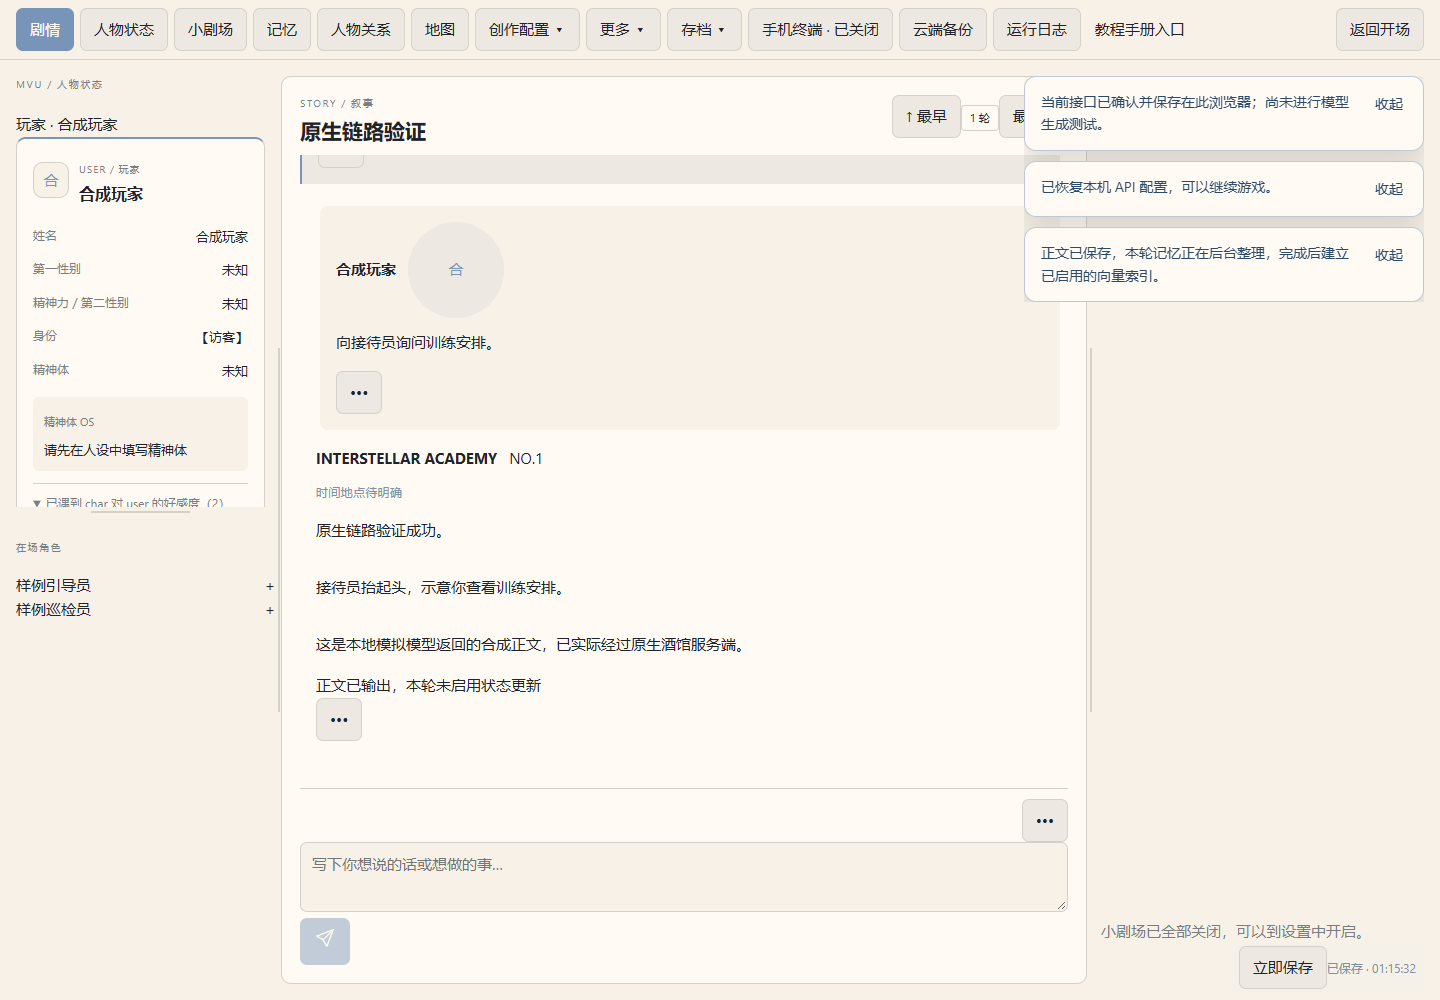 剧情 人物状态 小剧场 记忆 人物关系 地图 创作配置 ▾ 更多 ▾ 存档 ▾ 手机终端 · 已关闭 云端备份 运行日志 教程手册入口 返回开场
MVU / 人物状态
玩家 · 合成玩家
合
USER / 玩家
合成玩家
姓名 合成玩家
第一性别 未知
精神力 / 第二性别 未知
身份 【访客】
精神体 未知
精神体 OS
请先在人设中填写精神体
▼ 已遇到 char 对 user 的好感度（2）
在场角色
样例引导员 +
样例巡检员 +
STORY / 叙事
原生链路验证
↑ 最早 1 轮 最
合成玩家 合
向接待员询问训练安排。
•••
INTERSTELLAR ACADEMY NO.1
时间地点待明确
原生链路验证成功。
接待员抬起头，示意你查看训练安排。
这是本地模拟模型返回的合成正文，已实际经过原生酒馆服务端。
正文已输出，本轮未启用状态更新
•••
•••
写下你想说的话或想做的事...
当前接口已确认并保存在此浏览器；尚未进行模型 收起
生成测试。
已恢复本机 API 配置，可以继续游戏。 收起
正文已保存，本轮记忆正在后台整理，完成后建立 收起
已启用的向量索引。
小剧场已全部关闭，可以到设置中开启。
立即保存 已保存 · 01:15:32